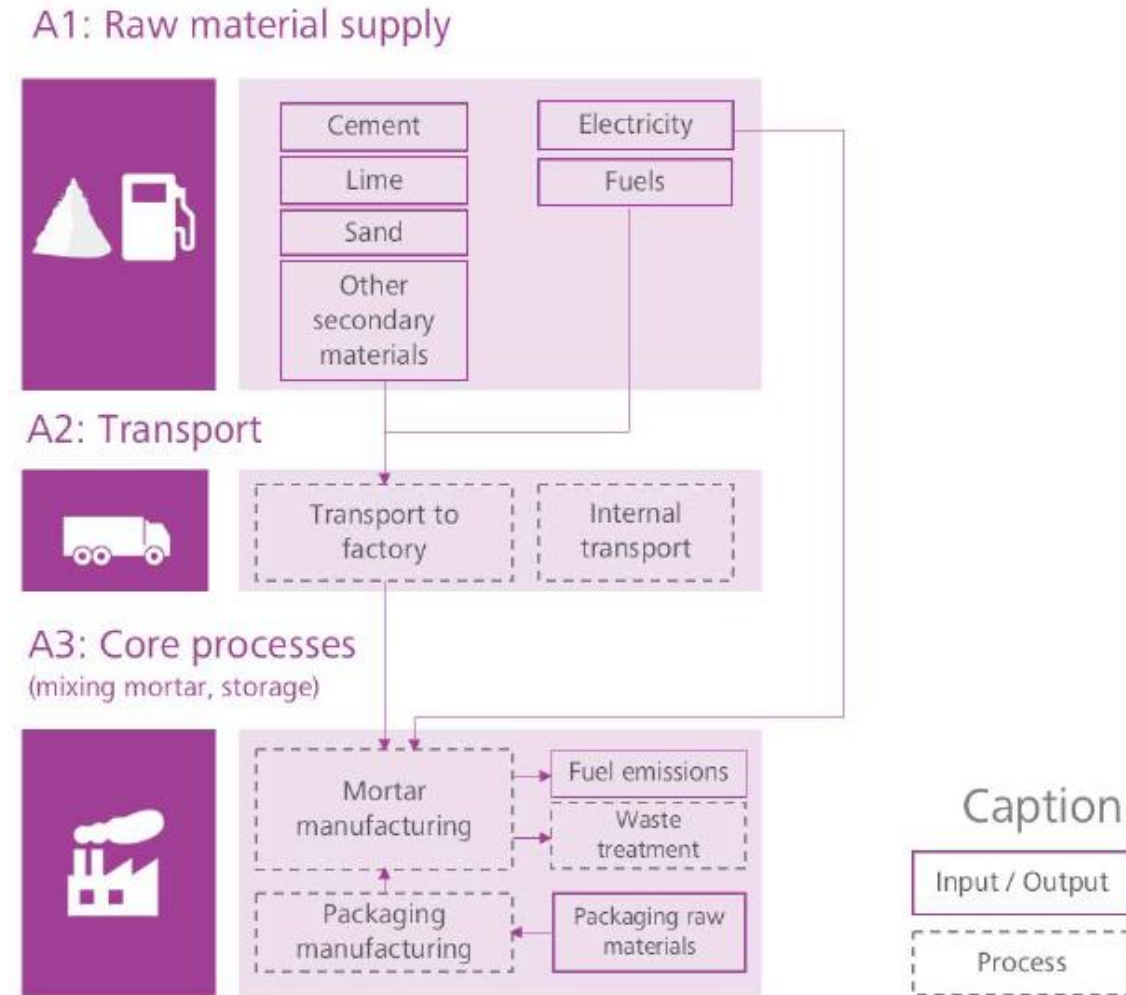 A1: Raw material supply
Cement
Electricity
Lime
Fuels
Sand
Other
secondary
materials
A2: Transport
Transport to
factory
Internal
transport
A3: Core processes
(mixing mortar, storage)
Mortar
manufacturing
Fuel emissions
Waste
treatment
Packaging
manufacturing
Packaging raw
materials
Caption
Input / Output
Process